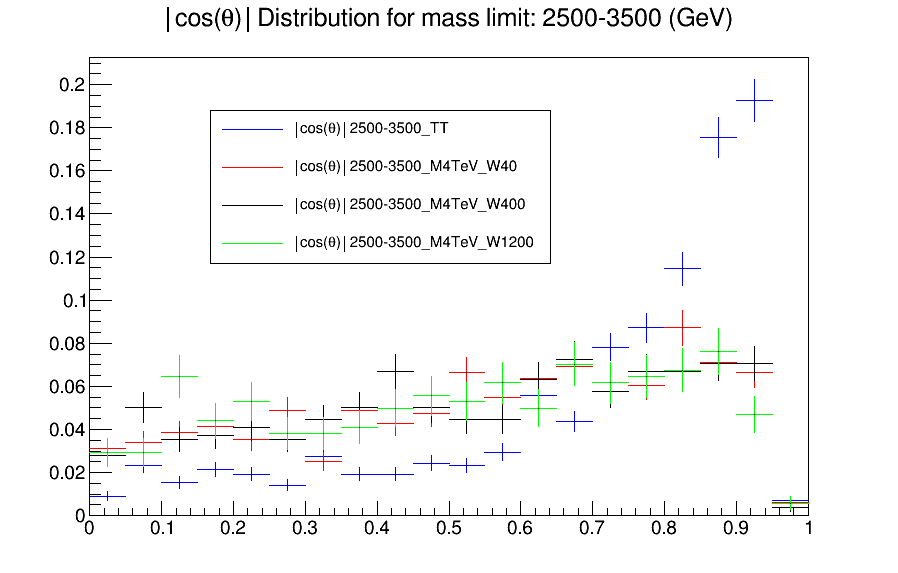 |cos(θ)| Distribution for mass limit: 2500-3500 (GeV)
0.2
0.18
0.16
0.14
0.12
0.1
0.08
0.06
0.04
0.02
0
|cos(θ)| 2500-3500_TT
|cos(θ)| 2500-3500_M4TeV_W40
|cos(θ)| 2500-3500_M4TeV_W400
|cos(θ)| 2500-3500_M4TeV_W1200
0 0.1 0.2 0.3 0.4 0.5 0.6 0.7 0.8 0.9 1